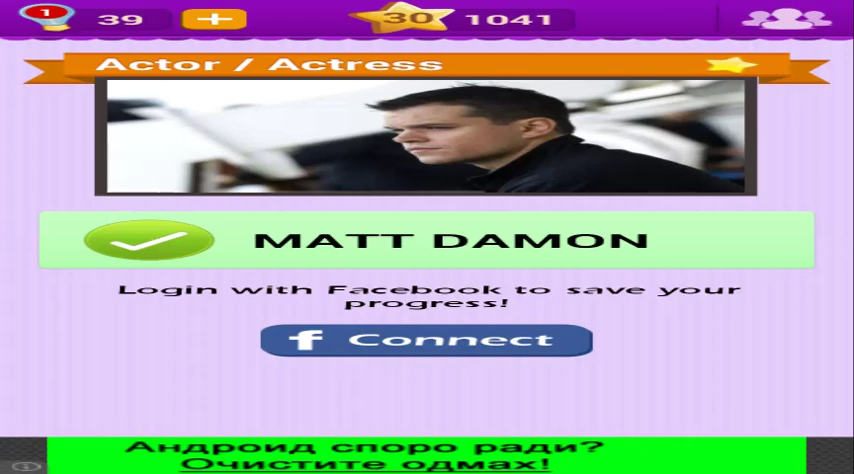 1
39
+
30
1041
Actor / Actress
MATT DAMON
Login with Facebook to save your
progress!
f Connect
Андроид споро ради?
Очистите одмах!